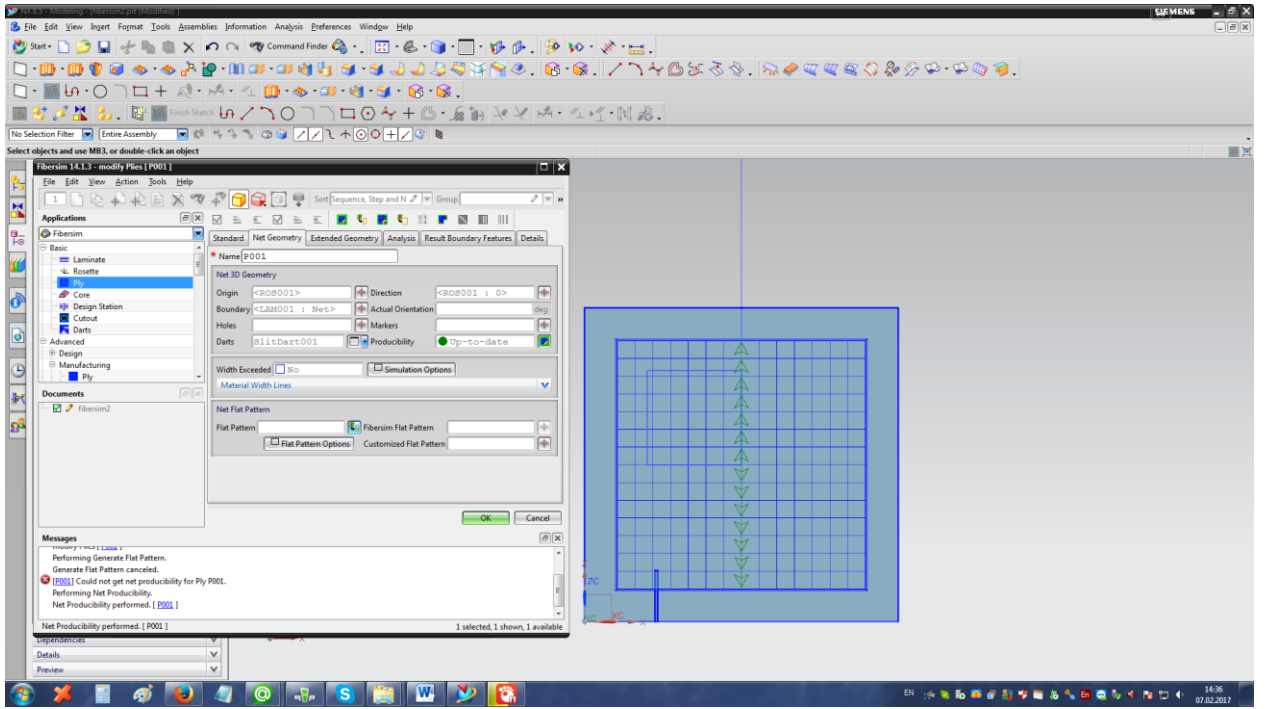 NX 8.5 - Modeling - [fibersim2.prt (Modified) ]
SIEMENS
File Edit View Insert Format Tools Assemblies Information Analysis Preferences Window Help
Start Command Finder
Finish Sketch
No Selection Filter Entire Assembly
Select objects and use MB3, or double-click an object
Fibersim 14.1.3 - modify Plies [ P001 ]
File Edit View Action Tools Help
1 Sort Sequence, Step and N Group
Applications
Fibersim
Standard Net Geometry Extended Geometry Analysis Result Boundary Features Details
Basic
Laminate
Rosette
Ply
Core
Design Station
Cutout
Darts
Advanced
Design
Manufacturing
Ply
* Name P001
Net 3D Geometry
Origin <ROS001> Direction <ROS001 : 0>
Boundary <LAM001 : Net> Actual Orientation deg
Holes Markers
Darts SlitDart001 Producibility Up-to-date
Width Exceeded No Simulation Options
Material Width Lines
Documents
fibersim2
Net Flat Pattern
Flat Pattern Fibersim Flat Pattern
Flat Pattern Options Customized Flat Pattern
OK Cancel
Messages
modify Plies [ P001 ]
Performing Generate Flat Pattern.
Generate Flat Pattern canceled.
[P001] Could not get net producibility for Ply P001.
Performing Net Producibility.
Net Producibility performed. [ P001 ]
Net Producibility performed. [ P001 ] 1 selected, 1 shown, 1 available
Dependencies
Details
Preview
ZC
YC XC
X
EN 14:36
07.02.2017